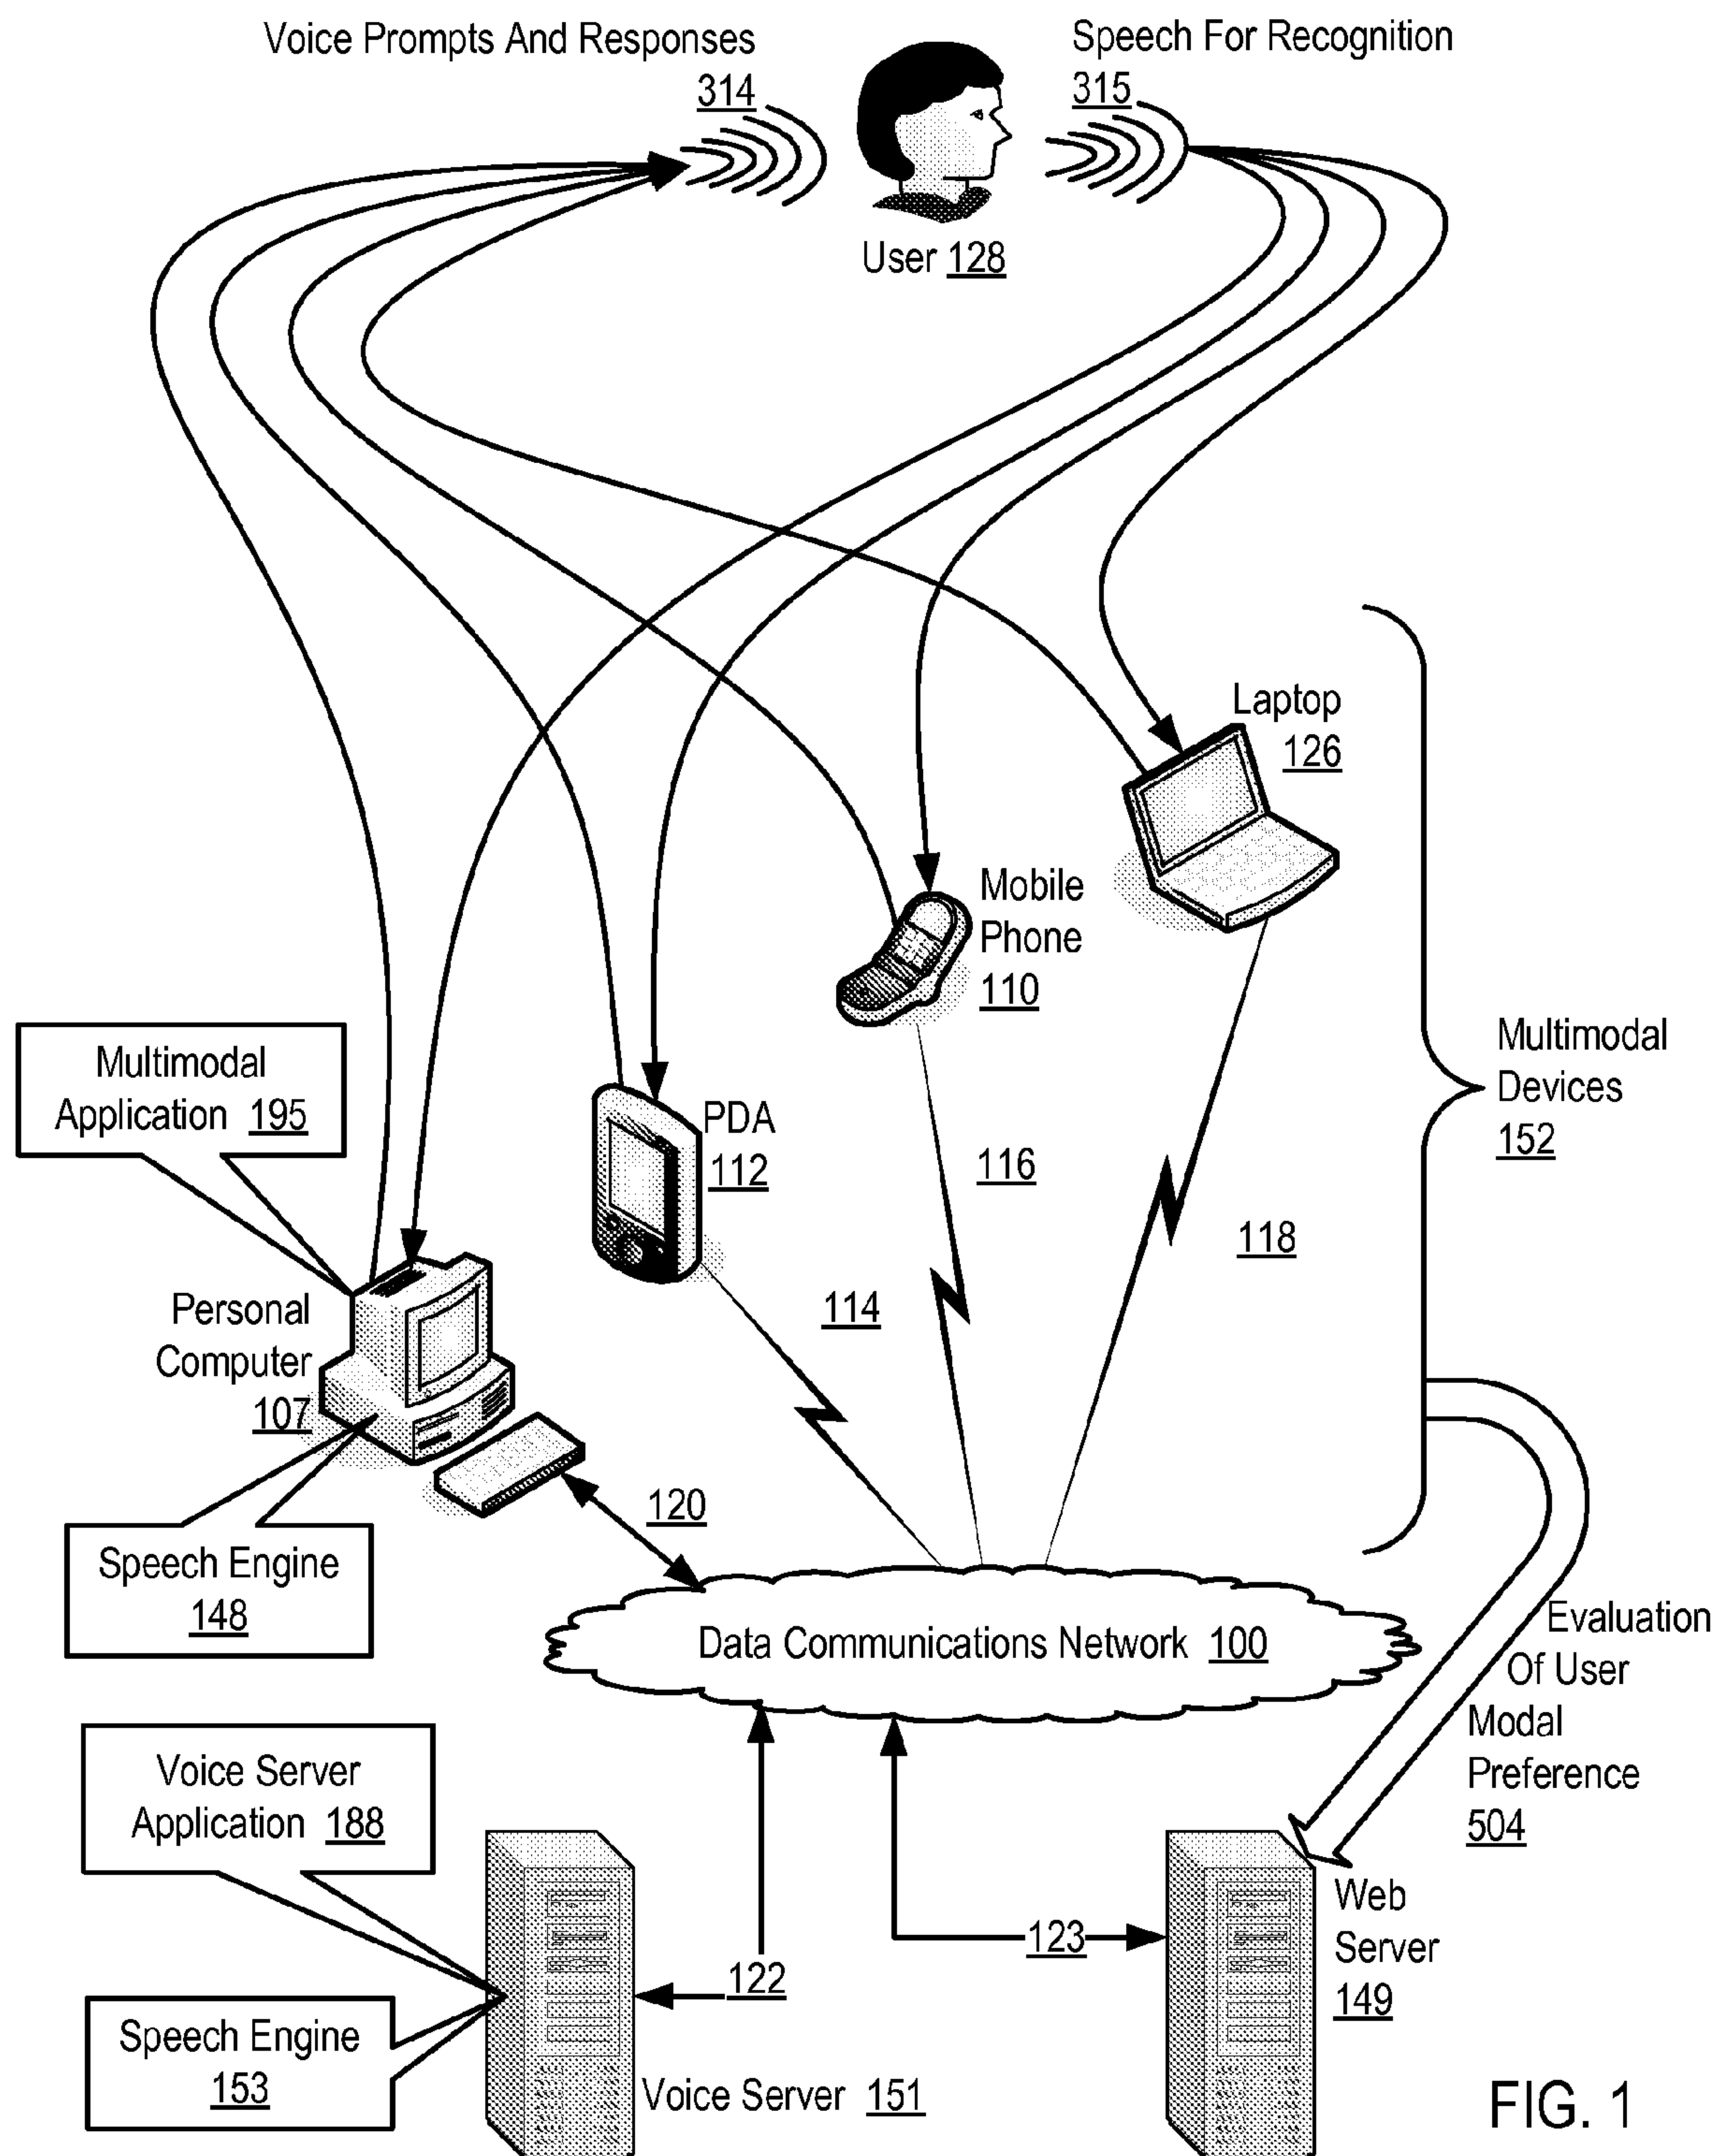 Voice Prompts And Responses
314
Speech For Recognition
315
User 128
Laptop
126
Mobile
Phone
110
Multimodal
Devices
152
Multimodal
Application 195
PDA
112
116
118
114
Personal
Computer
107
120
Speech Engine
148
Data Communications Network 100
Evaluation
Of User
Modal
Preference
504
Voice Server
Application 188
122
123
Web
Server
149
Speech Engine
153
Voice Server 151
FIG. 1